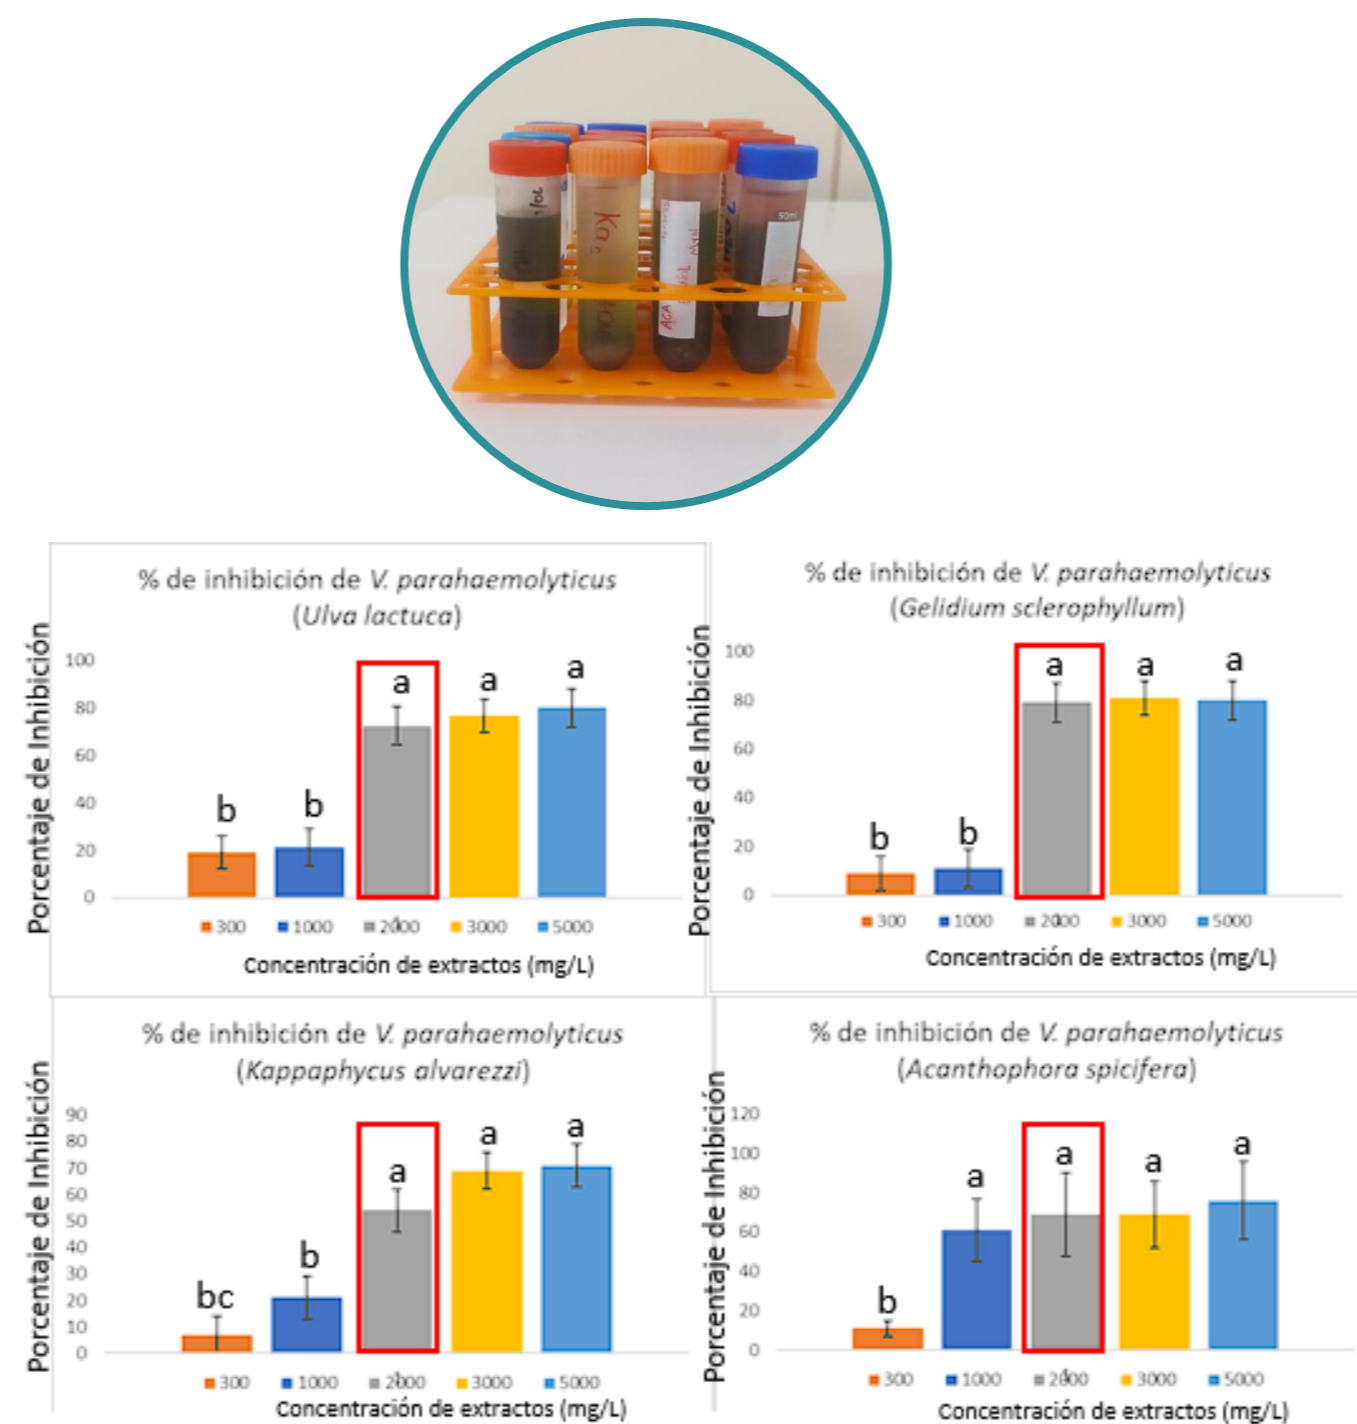 Ka
50ml
ACA
% de inhibición de V. parahaemolyticus
(Ulva lactuca)
Porcentaje de Inhibición
100
80
60
40
20
0
b
b
a
a
a
300 1000 2000 3000 5000
Concentración de extractos (mg/L)
% de inhibición de V. parahaemolyticus
(Gelidium sclerophyllum)
Porcentaje de Inhibición
100
80
60
40
20
0
b
b
a
a
a
300 1000 2000 3000 5000
Concentración de extractos (mg/L)
% de inhibición de V. parahaemolyticus
(Kappaphycus alvarezzi)
Porcentaje de Inhibición
90
80
70
60
50
40
30
20
10
0
bc
b
a
a
a
300 1000 2000 3000 5000
Concentración de extractos (mg/L)
% de inhibición de V. parahaemolyticus
(Acanthophora spicifera)
Porcentaje de Inhibición
120
100
80
60
40
20
0
b
a
a
a
a
300 1000 2000 3000 5000
Concentración de extractos (mg/L)